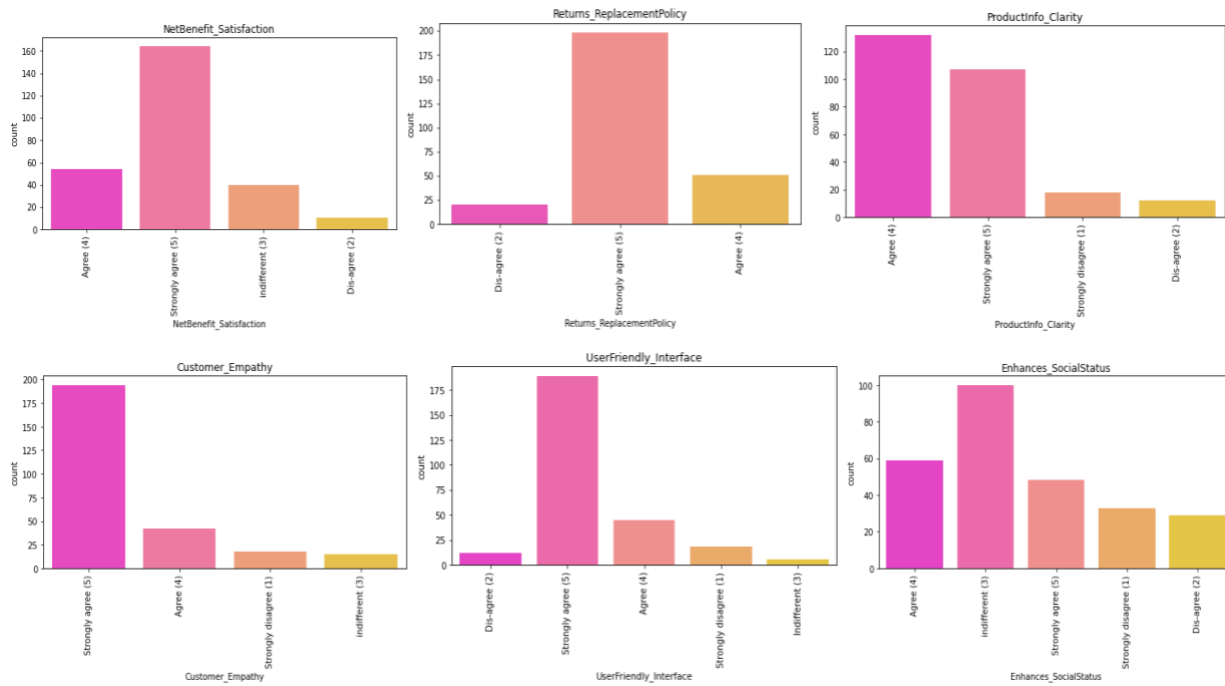 NetBenefit_Satisfaction
160
140
120
100
80
60
40
20
0
count
Agree (4)
Strongly agree (5)
indifferent (3)
Dis-agree (2)
NetBenefit_Satisfaction
Returns_ReplacementPolicy
200
175
150
125
100
75
50
25
0
count
Dis-agree (2)
Strongly agree (5)
Agree (4)
Returns_ReplacementPolicy
ProductInfo_Clarity
120
100
80
60
40
20
0
count
Agree (4)
Strongly agree (5)
Strongly disagree (1)
Dis-agree (2)
ProductInfo_Clarity
Customer_Empathy
200
175
150
125
100
75
50
25
0
count
Strongly agree (5)
Agree (4)
Strongly disagree (1)
indifferent (3)
Customer_Empathy
UserFriendly_Interface
175
150
125
100
75
50
25
0
count
Dis-agree (2)
Strongly agree (5)
Agree (4)
Strongly disagree (1)
Indifferent (3)
UserFriendly_Interface
Enhances_SocialStatus
100
80
60
40
20
0
count
Agree (4)
indifferent (3)
Strongly agree (5)
Strongly disagree (1)
Dis-agree (2)
Enhances_SocialStatus